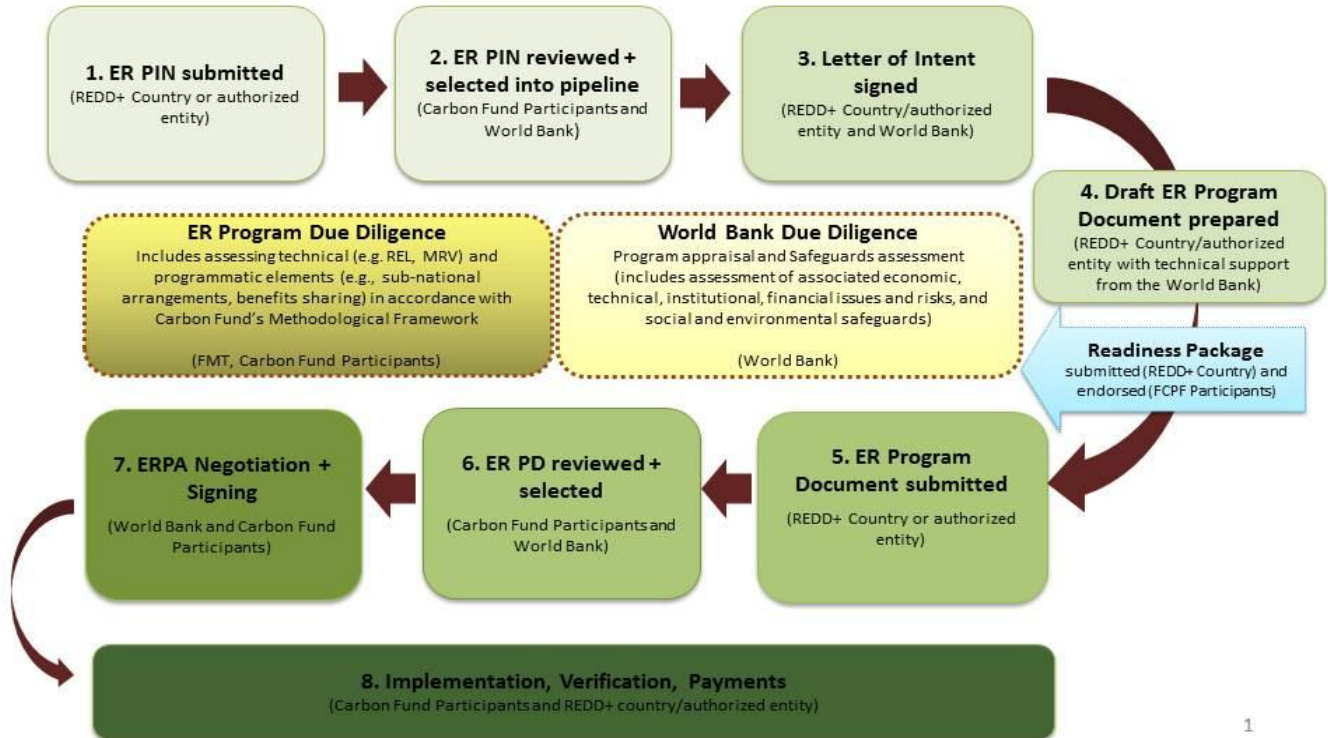 1. ER PIN submitted
(REDD+ Country or authorized
entity)
2. ER PIN reviewed +
selected into pipeline
(Carbon Fund Participants and
World Bank)
3. Letter of Intent
signed
(REDD+ Country/authorized
entity and World Bank)
4. Draft ER Program
Document prepared
(REDD+ Country/authorized
entity with technical support
from the World Bank)
ER Program Due Diligence
Includes assessing technical (e.g. REL, MRV) and
programmatic elements (e.g., sub-national
arrangements, benefits sharing) in accordance with
Carbon Fund's Methodological Framework
(FMT, Carbon Fund Participants)
World Bank Due Diligence
Program appraisal and Safeguards assessment
(includes assessment of associated economic,
technical, institutional, financial issues and risks, and
social and environmental safeguards)
(World Bank)
Readiness Package
submitted (REDD+ Country) and
endorsed (FCPF Participants)
5. ER Program
Document submitted
(REDD+ Country or authorized
entity)
6. ER PD reviewed +
selected
(Carbon Fund Participants and
World Bank)
7. ERPA Negotiation +
Signing
(World Bank and Carbon Fund
Participants)
8. Implementation, Verification, Payments
(Carbon Fund Participants and REDD+ country/authorized entity)
1